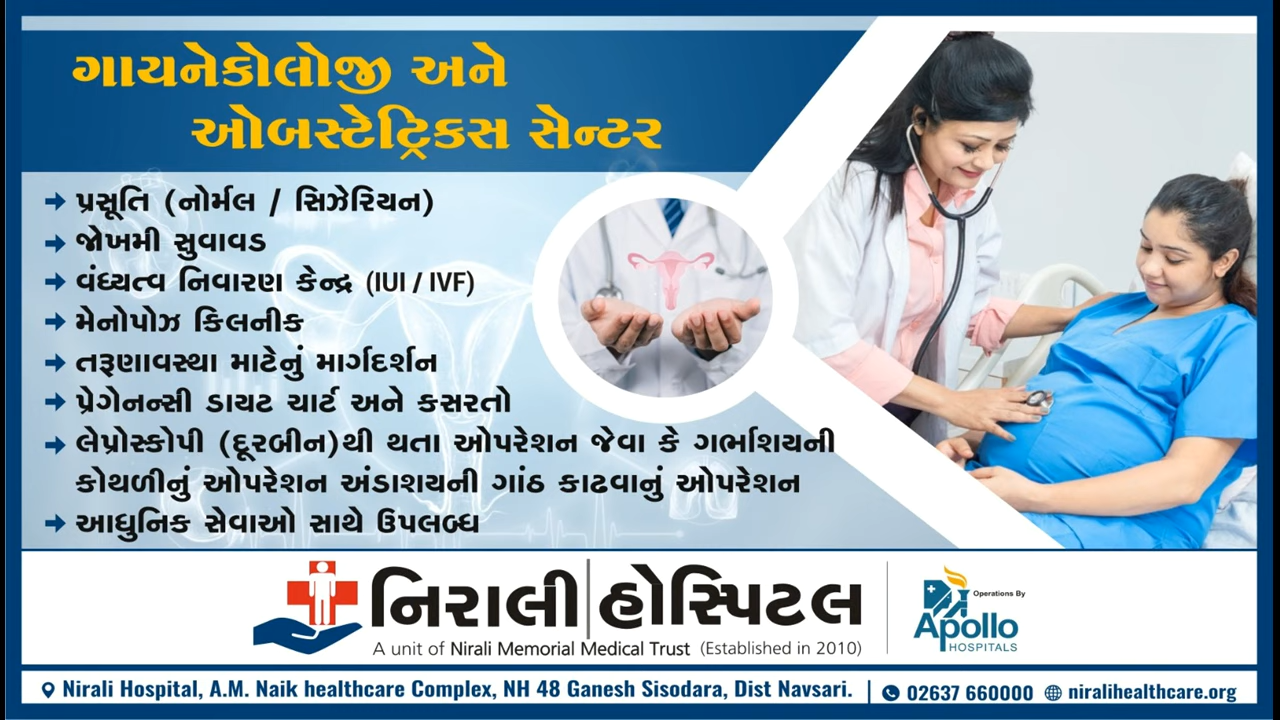 ગાયનેકોલોજી અને
ઓબસ્ટેટ્રિકસ સેન્ટર
પ્રસૂતિ (નોર્મલ / સિઝેરિયન)
જોખમી સુવાવડ
વંધ્યત્વ નિવારણ કેન્દ્ર (IUI / IVF)
મેનોપોઝ કિલનીક
તરૂણાવસ્થા માટેનું માર્ગદર્શન
પ્રેગેનન્સી ડાયટ ચાર્ટ અને કસરતો
લેપ્રોસ્કોપી (દૂરબીન)થી થતા ઓપરેશન જેવા કે ગર્ભાશયની
કોથળીનું ઓપરેશન અંડાશયની ગાંઠ કાઢવાનું ઓપરેશન
આધુનિક સેવાઓ સાથે ઉપલબ્ધ
નિરાલી હોસ્પિટલ
A unit of Nirali Memorial Medical Trust (Established in 2010)
Operations By
Apollo
HOSPITALS
Nirali Hospital, A.M. Naik healthcare Complex, NH 48 Ganesh Sisodara, Dist Navsari. | 02637 660000 niralihealthcare.org